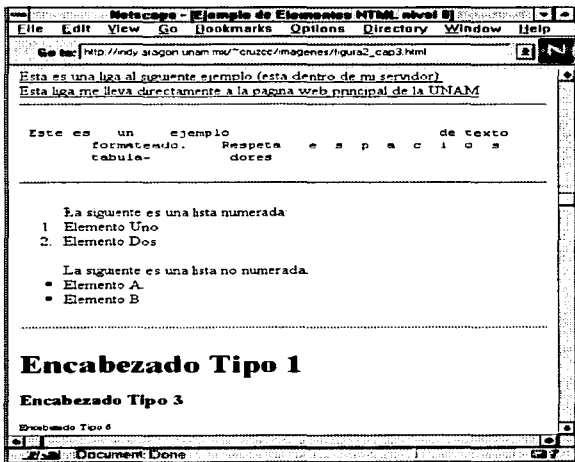 Netscape - [Ejemplo de Elementos HTML, nivel 0]
File Edit View Go Bookmarks Options Directory Window Help
Go to: http://indy.aragon.unam.mx/~cruzcc/imagenes/figura2_cap3.html
Esta es una liga al siguiente ejemplo (esta dentro de mi servidor)
Esta liga me lleva directamente a la pagina web principal de la UNAM
Este es un ejemplo de texto
formateado. Respeta e s p a c i o s
tabula- dores
La siguiente es una lista numerada
1 Elemento Uno
2. Elemento Dos
La siguiente es una lista no numerada.
• Elemento A.
• Elemento B
Encabezado Tipo 1
Encabezado Tipo 3
Encabezado Tipo 6
Document: Done